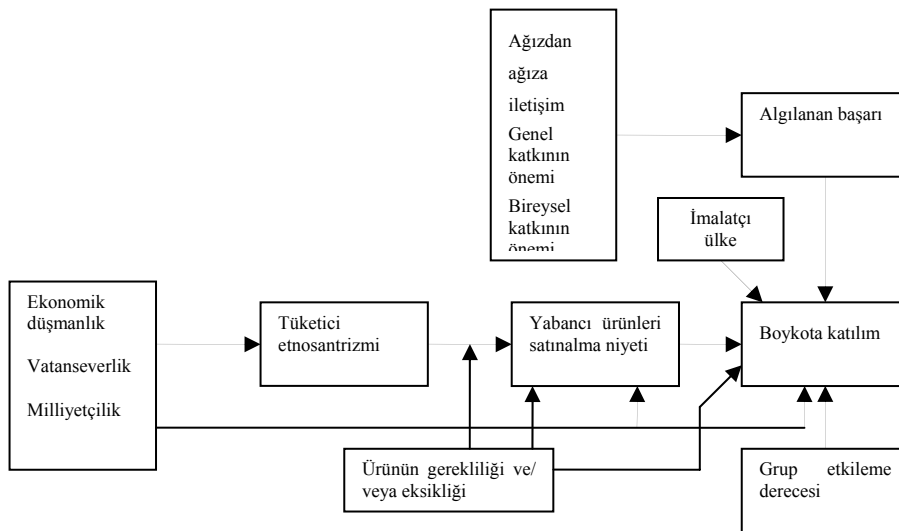 Ağızdan
ağıza
iletişim
Genel
katkının
önemi
Bireysel
katkının
önemi
Algılanan başarı
İmalatçı
ülke
Ekonomik
düşmanlık
Vatanseverlik
Milliyetçilik
Tüketici
etnosantrizmi
Yabancı ürünleri
satınalma niyeti
Boykota katılım
Ürünün gerekliliği ve/
veya eksikliği
Grup etkileme
derecesi